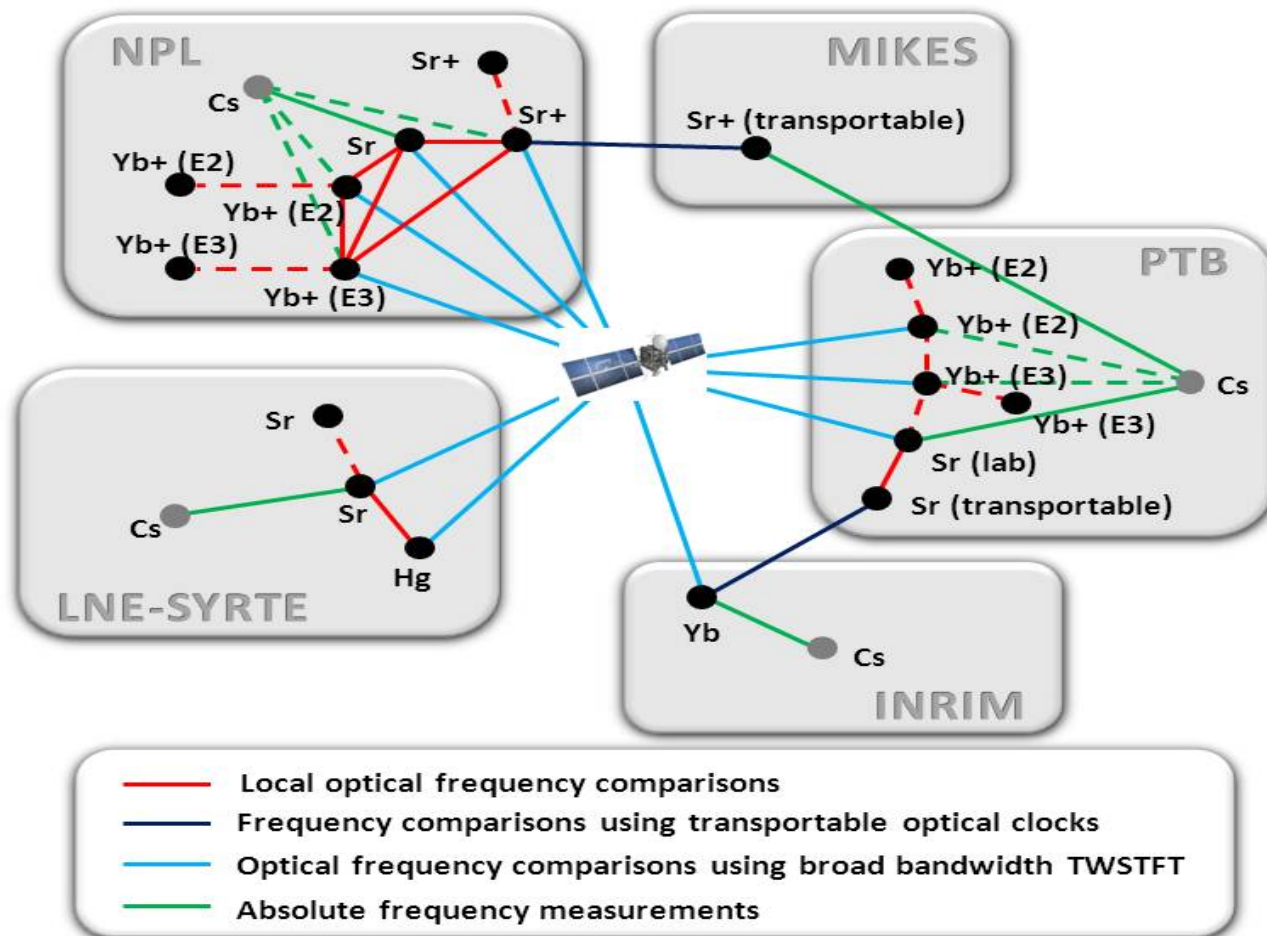 NPL
Sr+
Cs
Sr+
Sr
Yb+ (E2)
Yb+ (E2)
Yb+ (E3)
Yb+ (E3)
MIKES
Sr+ (transportable)
PTB
Yb+ (E2)
Yb+ (E2)
Yb+ (E3)
Cs
Yb+ (E3)
Sr (lab)
Sr (transportable)
Sr
Sr
Cs
Hg
LNE-SYRTE
Yb
Cs
INRIM
Local optical frequency comparisons
Frequency comparisons using transportable optical clocks
Optical frequency comparisons using broad bandwidth TWSTFT
Absolute frequency measurements